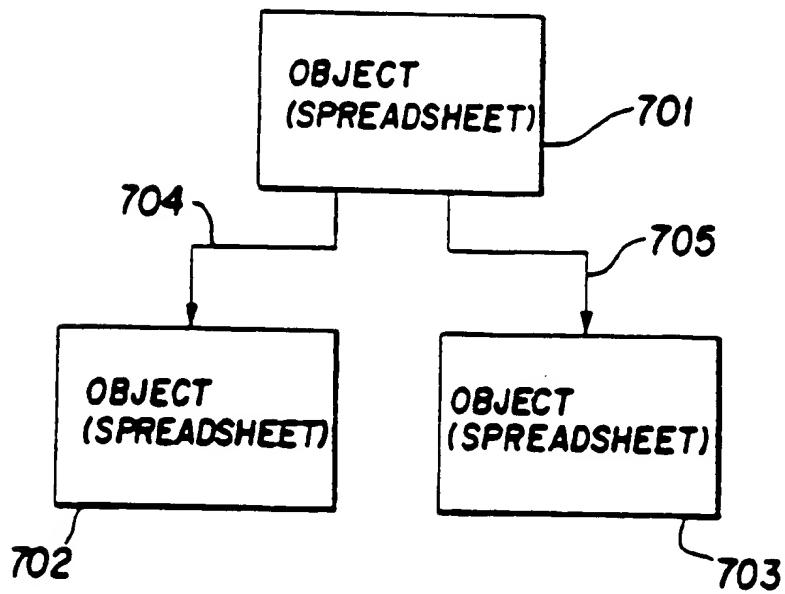 OBJECT
(SPREADSHEET)
701
704
705
OBJECT
(SPREADSHEET)
OBJECT
(SPREADSHEET)
702
703